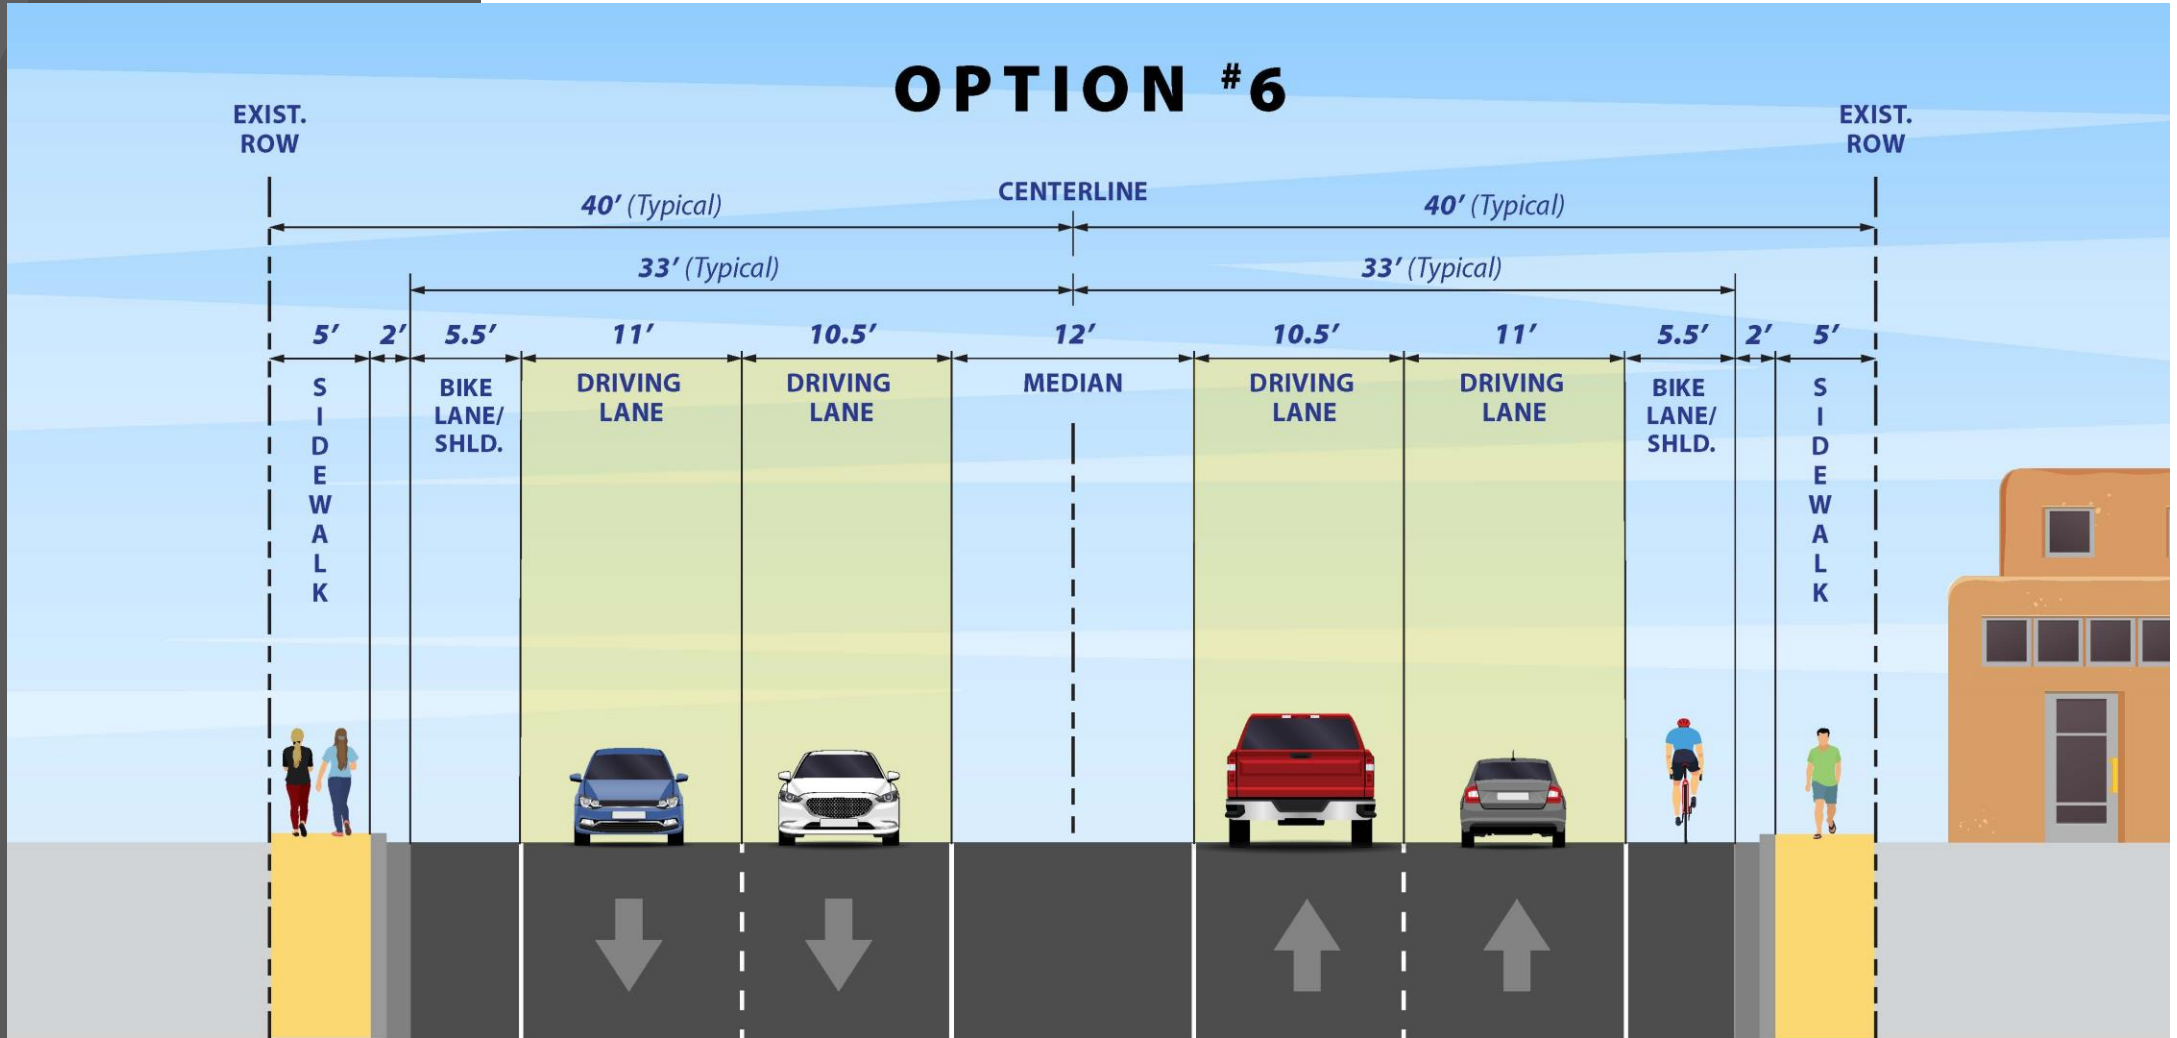 OPTION #6
EXIST.
ROW
EXIST.
ROW
CENTERLINE
40' (Typical)
40' (Typical)
33' (Typical)
33' (Typical)
5'
2'
5.5'
11'
10.5'
12'
10.5'
11'
5.5'
2'
5'
SIDEWALK
BIKE
LANE/
SHLD.
DRIVING
LANE
DRIVING
LANE
MEDIAN
DRIVING
LANE
DRIVING
LANE
BIKE
LANE/
SHLD.
SIDEWALK